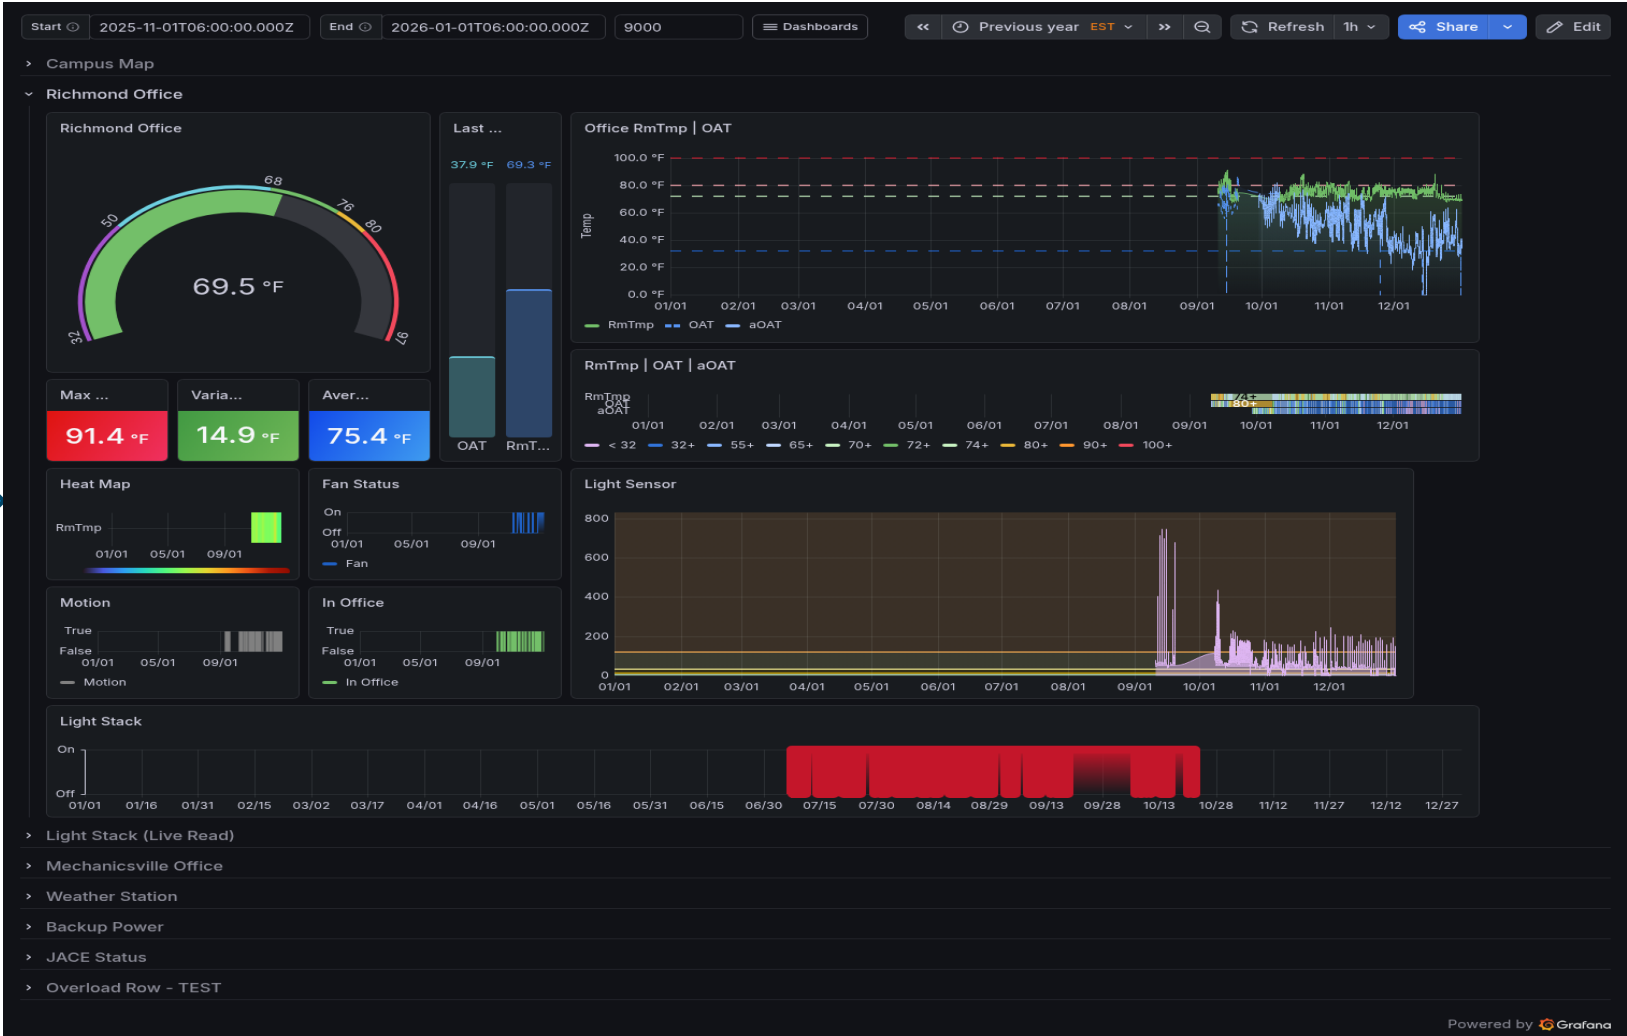 Start 2025-11-01T06:00:00.000Z End 2026-01-01T06:00:00.000Z 9000 Dashboards Previous year EST Refresh 1h Share Edit
Campus Map
Richmond Office
Richmond Office
32 50 68 76 80 97
69.5 °F
Last ...
37.9 °F 69.3 °F
OAT RmT...
Office RmTmp | OAT
Temp
100.0 °F
80.0 °F
60.0 °F
40.0 °F
20.0 °F
0.0 °F
01/01 02/01 03/01 04/01 05/01 06/01 07/01 08/01 09/01 10/01 11/01 12/01
RmTmp OAT aOAT
Max ...
91.4 °F
Varia...
14.9 °F
Aver...
75.4 °F
RmTmp | OAT | aOAT
RmTmp 74+
OAT 80+
aOAT
01/01 02/01 03/01 04/01 05/01 06/01 07/01 08/01 09/01 10/01 11/01 12/01
< 32 32+ 55+ 65+ 70+ 72+ 74+ 80+ 90+ 100+
Heat Map
RmTmp
01/01 05/01 09/01
Fan Status
On
Off
01/01 05/01 09/01
Fan
Light Sensor
800
600
400
200
0
01/01 02/01 03/01 04/01 05/01 06/01 07/01 08/01 09/01 10/01 11/01 12/01
Motion
True
False
01/01 05/01 09/01
Motion
In Office
True
False
01/01 05/01 09/01
In Office
Light Stack
On
Off
01/01 01/16 01/31 02/15 03/02 03/17 04/01 04/16 05/01 05/16 05/31 06/15 06/30 07/15 07/30 08/14 08/29 09/13 09/28 10/13 10/28 11/12 11/27 12/12 12/27
Light Stack (Live Read)
Mechanicsville Office
Weather Station
Backup Power
JACE Status
Overload Row - TEST
Powered by Grafana